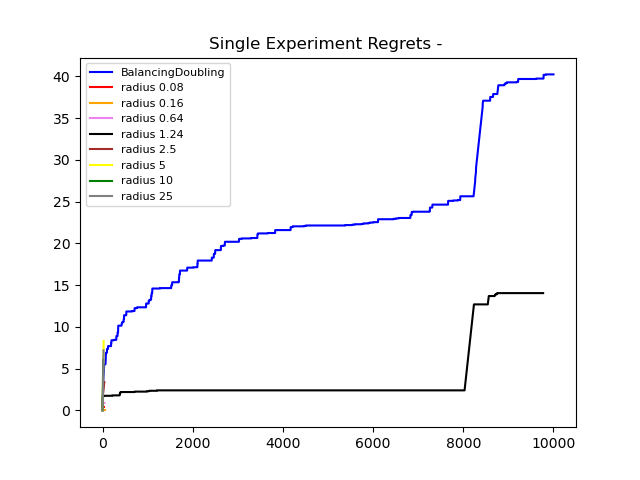 Single Experiment Regrets -
BalancingDoubling
radius 0.08
radius 0.16
radius 0.64
radius 1.24
radius 2.5
radius 5
radius 10
radius 25
40
35
30
25
20
15
10
5
0
0 2000 4000 6000 8000 10000